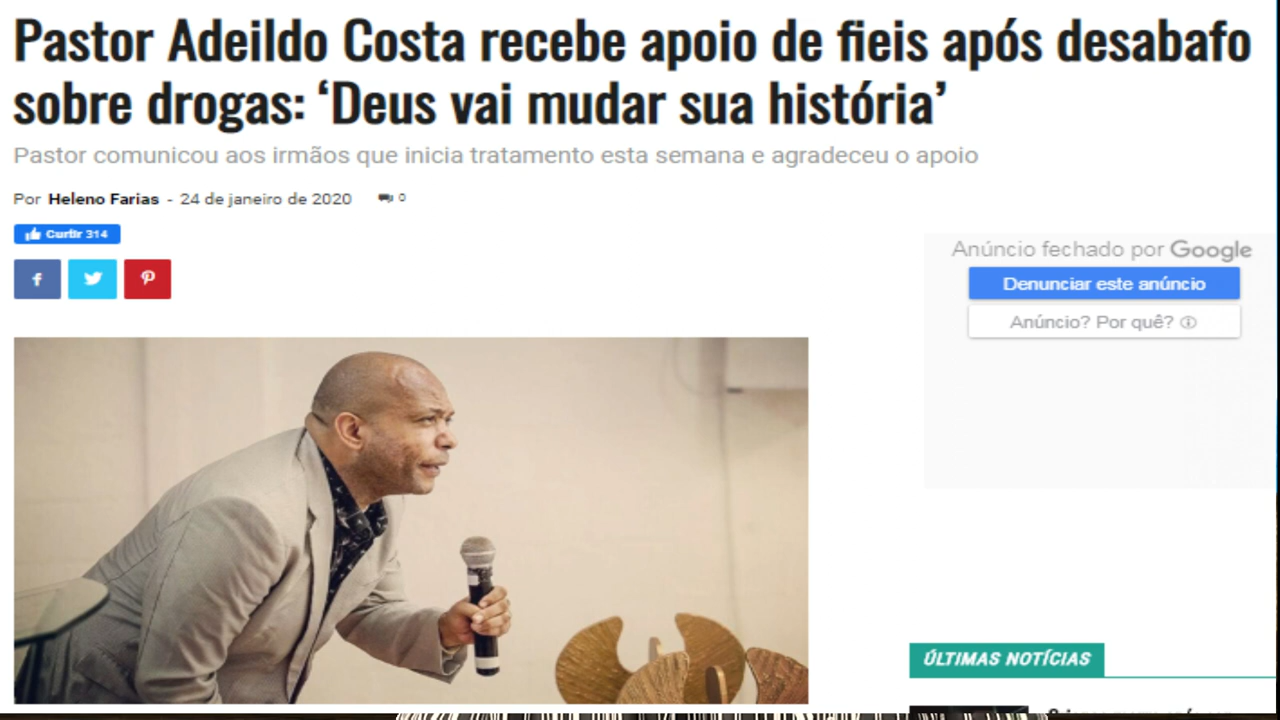 Pastor Adeildo Costa recebe apoio de fieis após desabafo
sobre drogas: ‘Deus vai mudar sua história’
Pastor comunicou aos irmãos que inicia tratamento esta semana e agradeceu o apoio
Por Heleno Farias - 24 de janeiro de 2020 0
Curtir 314
Anúncio fechado por Google
Denunciar este anúncio
Anúncio? Por quê?
ÚLTIMAS NOTÍCIAS